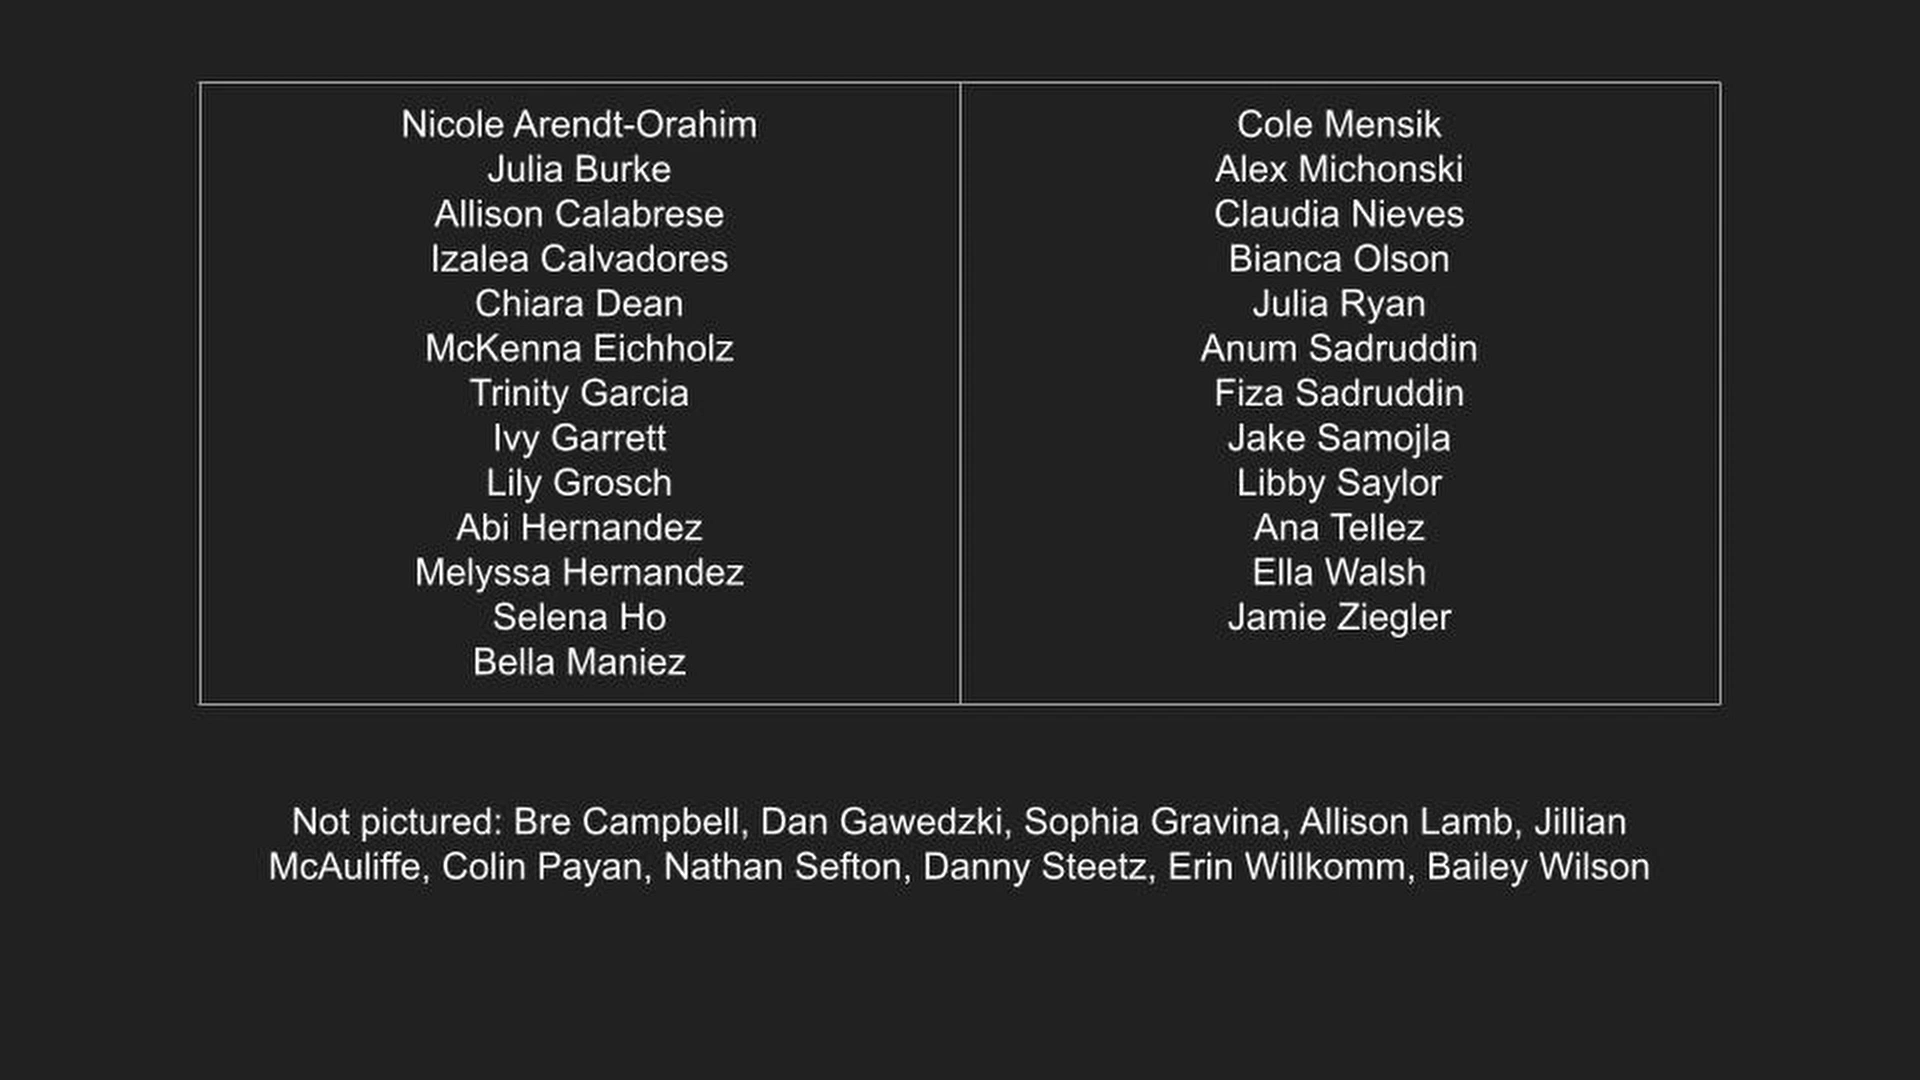 Nicole Arendt-Orahim
Julia Burke
Allison Calabrese
Izalea Calvadores
Chiara Dean
McKenna Eichholz
Trinity Garcia
Ivy Garrett
Lily Grosch
Abi Hernandez
Melyssa Hernandez
Selena Ho
Bella Maniez
Cole Mensik
Alex Michonski
Claudia Nieves
Bianca Olson
Julia Ryan
Anum Sadruddin
Fiza Sadruddin
Jake Samojla
Libby Saylor
Ana Tellez
Ella Walsh
Jamie Ziegler
Not pictured: Bre Campbell, Dan Gawedzki, Sophia Gravina, Allison Lamb, Jillian
McAuliffe, Colin Payan, Nathan Sefton, Danny Steetz, Erin Willkomm, Bailey Wilson